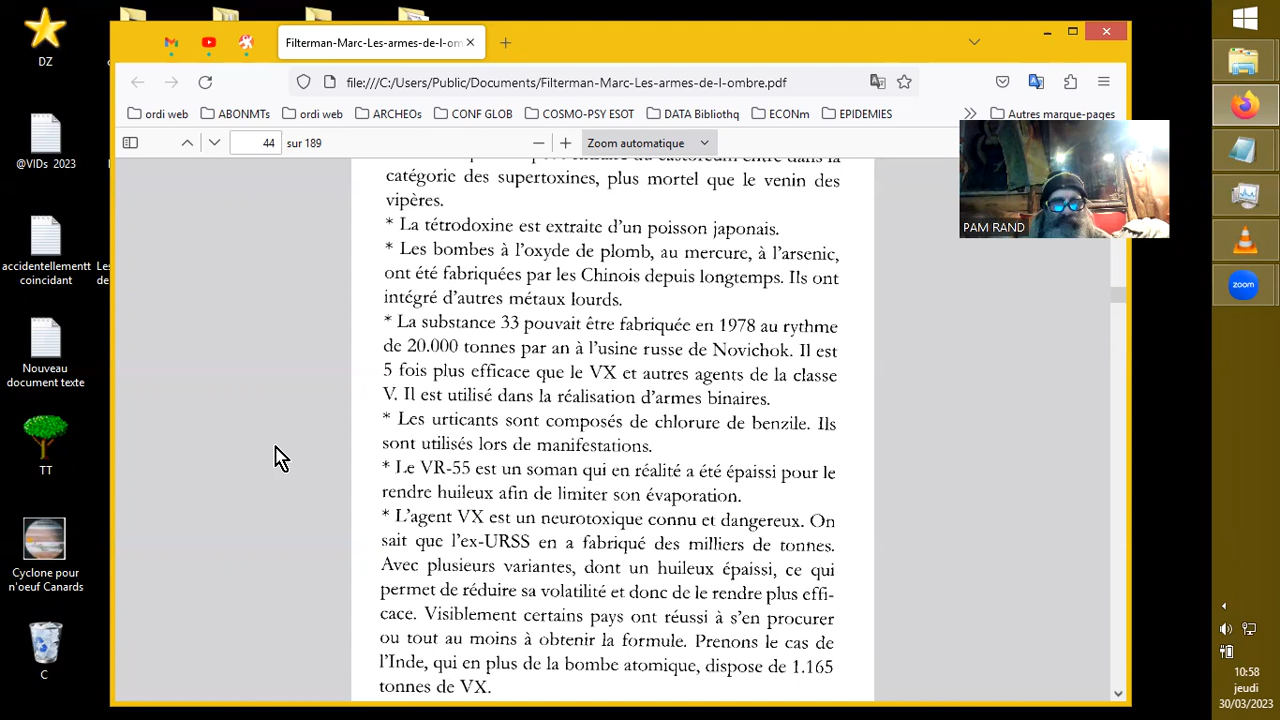 DZ
@VIDs 2023
accidentellementt
coincidant
Les
de
Nouveau
document texte
TT
Cyclone pour
n'oeuf Canards
C
Filterman-Marc-Les-armes-de-l-om
file:///C:/Users/Public/Documents/Filterman-Marc-Les-armes-de-l-ombre.pdf
ordi web
ABONMTs
ordi web
ARCHEOs
CONF GLOB
COSMO-PSY ESOT
DATA Bibliothq
ECONm
EPIDEMIES
Autres marque-pages
44 sur 189
Zoom automatique
PAM RAND
catégorie des supertoxines, plus mortel que le venin des
vipères.
* La tétrodoxine est extraite d'un poisson japonais.
* Les bombes à l'oxyde de plomb, au mercure, à l'arsenic,
ont été fabriquées par les Chinois depuis longtemps. Ils ont
intégré d'autres métaux lourds.
* La substance 33 pouvait être fabriquée en 1978 au rythme
de 20.000 tonnes par an à l'usine russe de Novichok. Il est
5 fois plus efficace que le VX et autres agents de la classe
V. Il est utilisé dans la réalisation d'armes binaires.
* Les urticants sont composés de chlorure de benzile. Ils
sont utilisés lors de manifestations.
* Le VR-55 est un soman qui en réalité a été épaissi pour le
rendre huileux afin de limiter son évaporation.
* L'agent VX est un neurotoxique connu et dangereux. On
sait que l'ex-URSS en a fabriqué des milliers de tonnes.
Avec plusieurs variantes, dont un huileux épaissi, ce qui
permet de réduire sa volatilité et donc de le rendre plus effi-
cace. Visiblement certains pays ont réussi à s'en procurer
ou tout au moins à obtenir la formule. Prenons le cas de
l'Inde, qui en plus de la bombe atomique, dispose de 1.165
tonnes de VX.
zoom
10:58
jeudi
30/03/2023